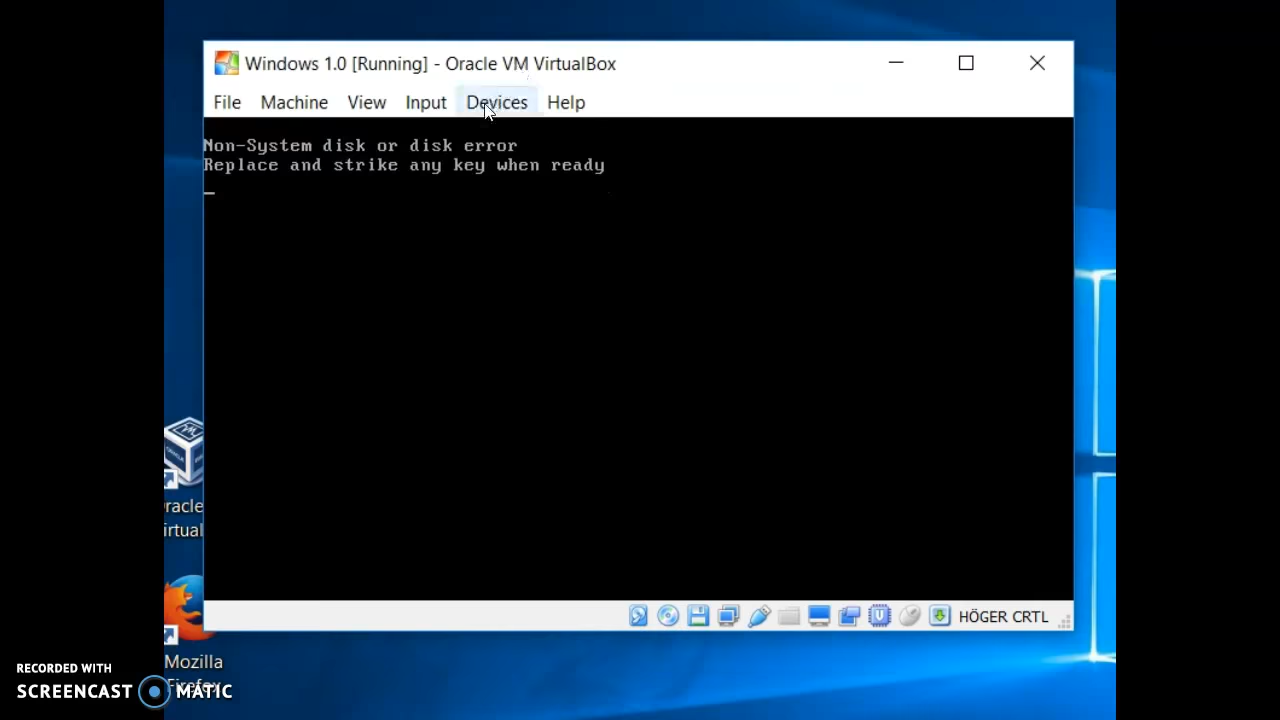 Windows 1.0 [Running] - Oracle VM VirtualBox
File Machine View Input Devices Help
Non-System disk or disk error
Replace and strike any key when ready
racle
irtual
HÖGER CRTL
Mozilla
Firefox
RECORDED WITH
SCREENCAST MATIC